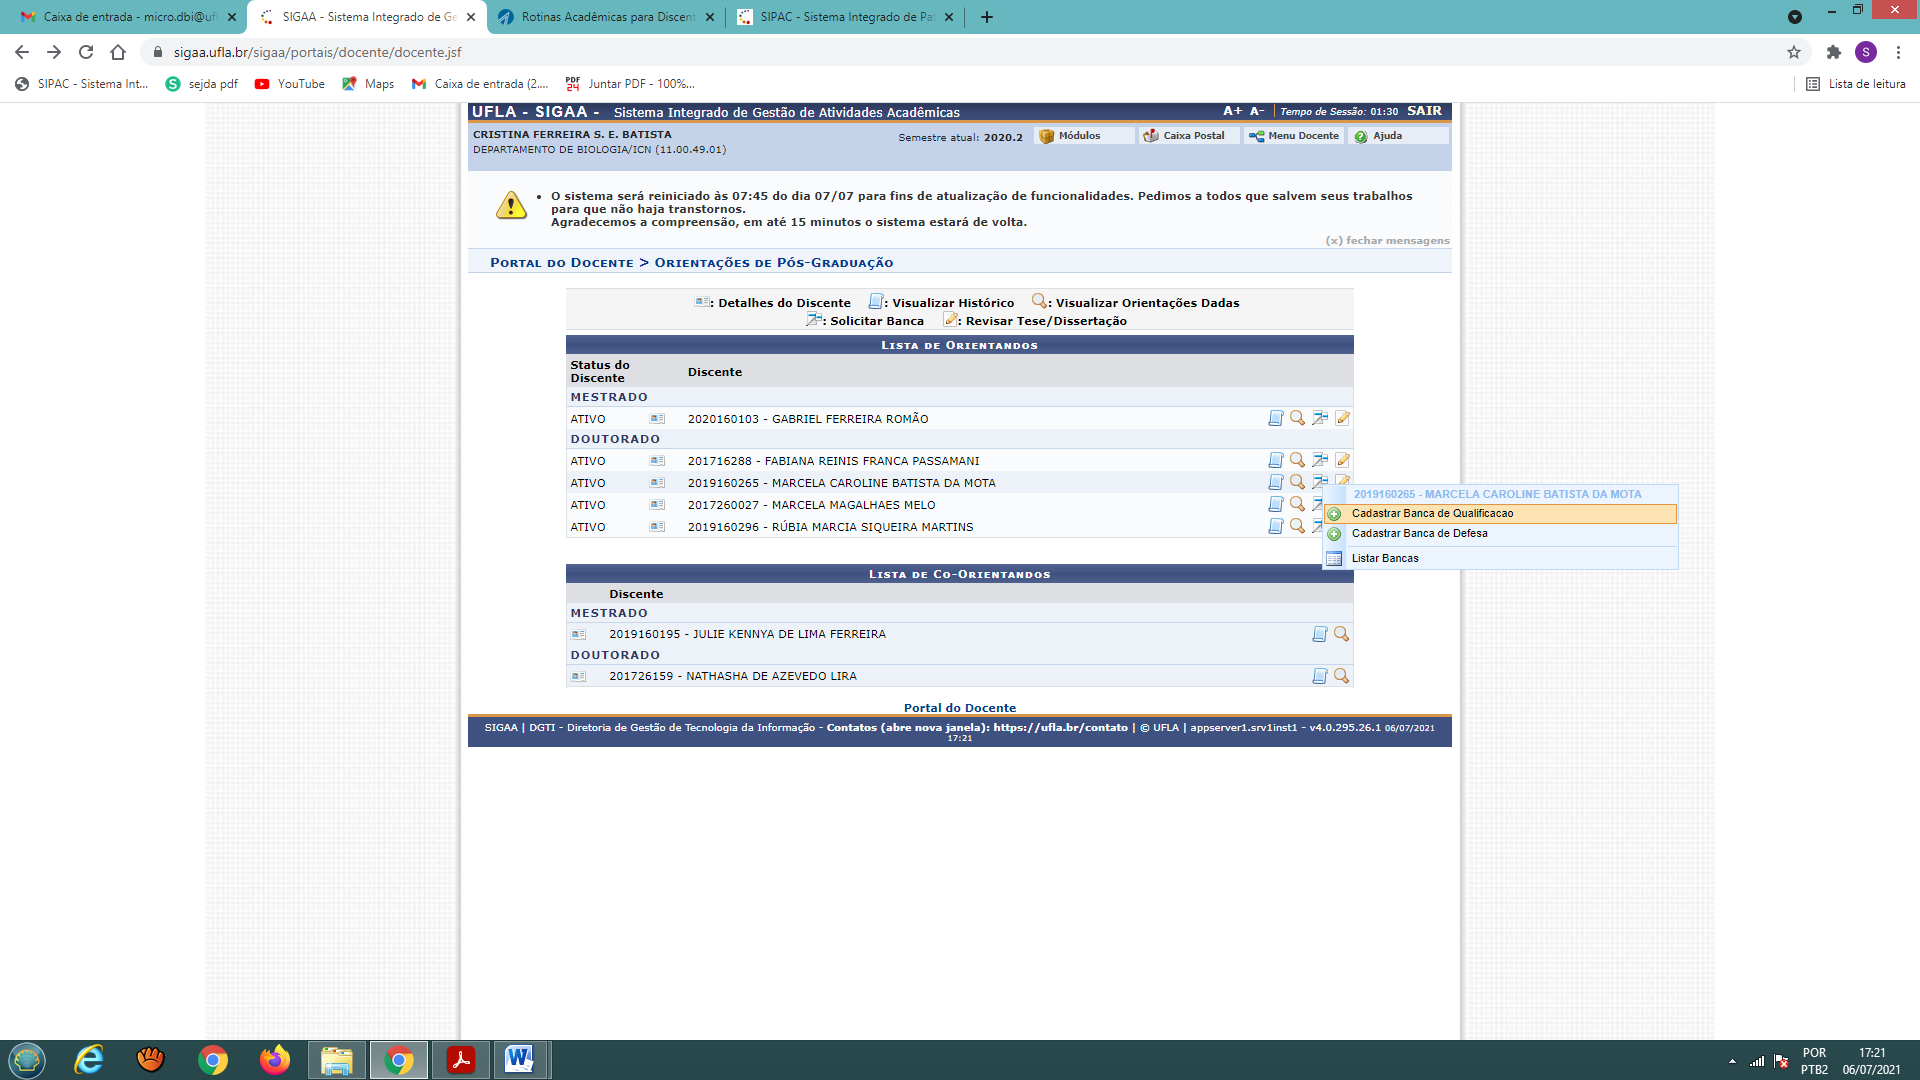 Caixa de entrada - micro.dbi@ufl
SIGAA - Sistema Integrado de Ge
Rotinas Acadêmicas para Discent
SIPAC - Sistema Integrado de Pat
sigaa.ufla.br/sigaa/portais/docente/docente.jsf
S
SIPAC - Sistema Int...
sejda pdf
YouTube
Maps
Caixa de entrada (2....
Juntar PDF - 100%...
Lista de leitura
UFLA - SIGAA - Sistema Integrado de Gestão de Atividades Acadêmicas
A+ A- Tempo de Sessão: 01:30 SAIR
CRISTINA FERREIRA S. E. BATISTA
DEPARTAMENTO DE BIOLOGIA/ICN (11.00.49.01)
Semestre atual: 2020.2
Módulos
Caixa Postal
Menu Docente
Ajuda
• O sistema será reiniciado às 07:45 do dia 07/07 para fins de atualização de funcionalidades. Pedimos a todos que salvem seus trabalhos
para que não haja transtornos.
Agradecemos a compreensão, em até 15 minutos o sistema estará de volta.
(x) fechar mensagens
Portal do Docente > Orientações de Pós-Graduação
: Detalhes do Discente : Visualizar Histórico : Visualizar Orientações Dadas
: Solicitar Banca : Revisar Tese/Dissertação
Lista de Orientandos
Status do
Discente
Discente
MESTRADO
ATIVO 2020160103 - GABRIEL FERREIRA ROMÃO
DOUTORADO
ATIVO 201716288 - FABIANA REINIS FRANCA PASSAMANI
ATIVO 2019160265 - MARCELA CAROLINE BATISTA DA MOTA
ATIVO 2017260027 - MARCELA MAGALHAES MELO
ATIVO 2019160296 - RÚBIA MARCIA SIQUEIRA MARTINS
2019160265 - MARCELA CAROLINE BATISTA DA MOTA
Cadastrar Banca de Qualificacao
Cadastrar Banca de Defesa
Listar Bancas
Lista de Co-Orientandos
Discente
MESTRADO
2019160195 - JULIE KENNYA DE LIMA FERREIRA
DOUTORADO
201726159 - NATHASHA DE AZEVEDO LIRA
Portal do Docente
SIGAA | DGTI - Diretoria de Gestão de Tecnologia da Informação - Contatos (abre nova janela): https://ufla.br/contato | © UFLA | appserver1.srv1inst1 - v4.0.295.26.1 06/07/2021
17:21
POR
PTB2
17:21
06/07/2021